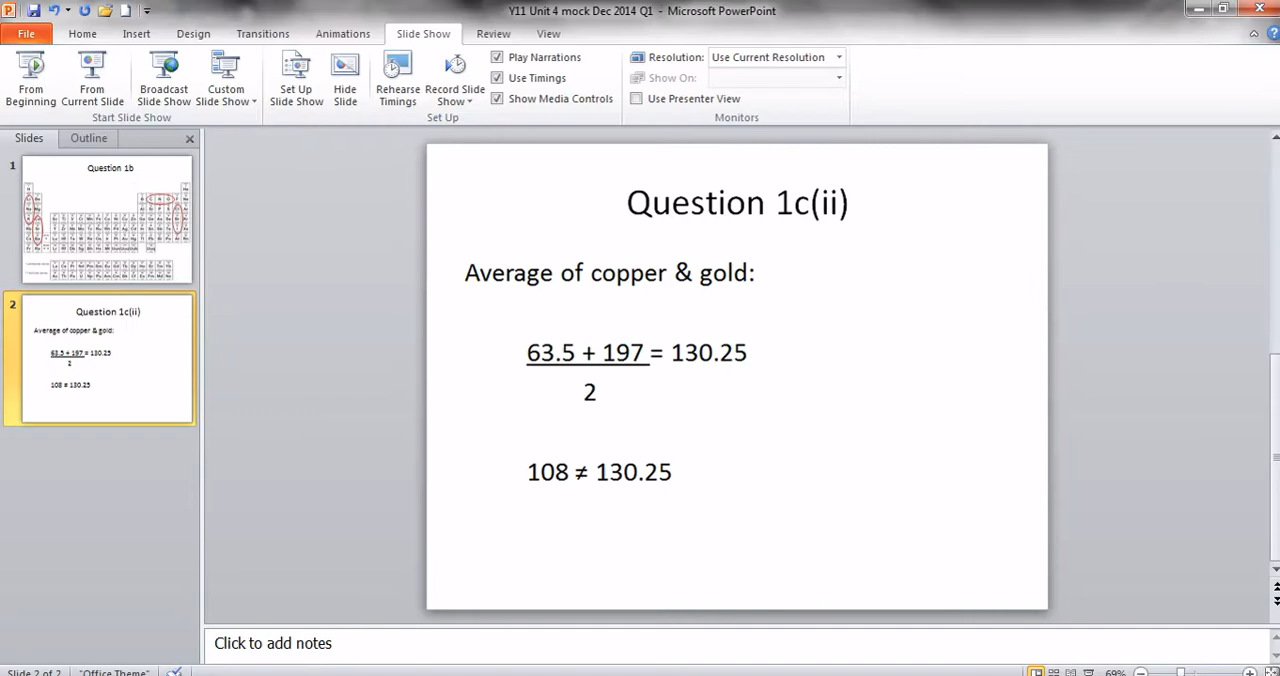 Y11 Unit 4 mock Dec 2014 Q1 - Microsoft PowerPoint
File Home Insert Design Transitions Animations Slide Show Review View
From Beginning
From Current Slide
Broadcast Slide Show
Custom Slide Show
Start Slide Show
Set Up Slide Show
Hide Slide
Rehearse Timings
Record Slide Show
Play Narrations
Use Timings
Show Media Controls
Set Up
Resolution: Use Current Resolution
Show On:
Use Presenter View
Monitors
Slides Outline
1
Question 1b
2
Question 1c(ii)
Average of copper & gold:
63.5 + 197 = 130.25
2
108 ≠ 130.25
Question 1c(ii)
Average of copper & gold:
63.5 + 197 = 130.25
2
108 ≠ 130.25
Click to add notes
Slide 2 of 2 "Office Theme" 69%